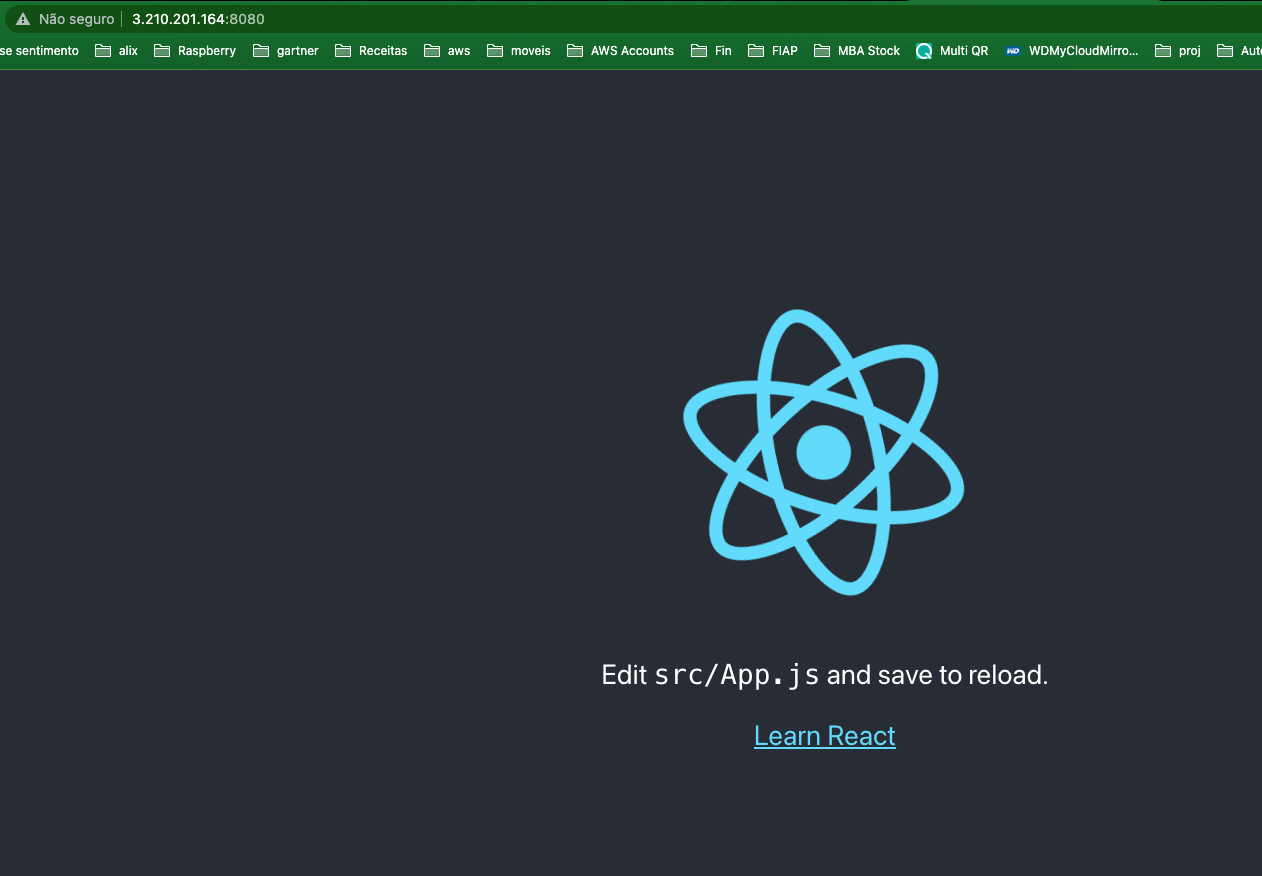 Não seguro 3.210.201.164:8080
se sentimento alix Raspberry gartner Receitas aws moveis AWS Accounts Fin FIAP MBA Stock Multi QR WD WDMyCloudMirro... proj Aut
Edit src/App.js and save to reload.
Learn React